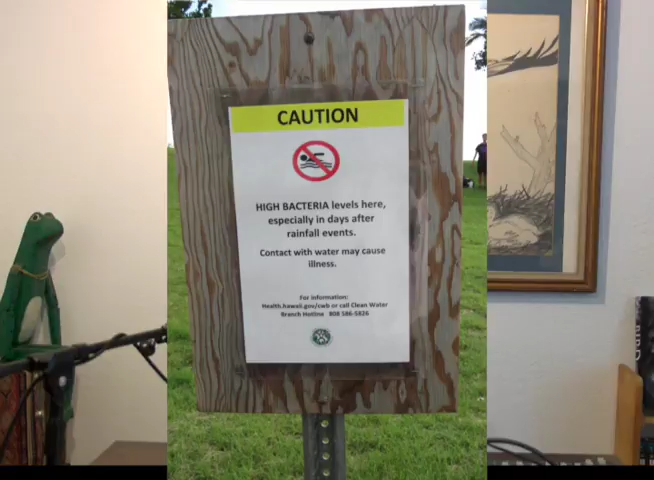 CAUTION
HIGH BACTERIA levels here,
especially in days after
rainfall events.
Contact with water may cause
illness.
For information:
Health.hawaii.gov/cwb or call Clean Water
Branch Hotline 808 586-5826